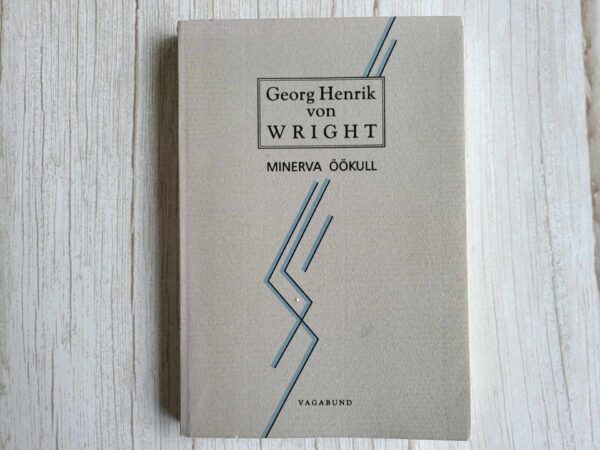 Georg Henrik
von
WRIGHT
MINERVA ÖÖKULL
VAGABUND